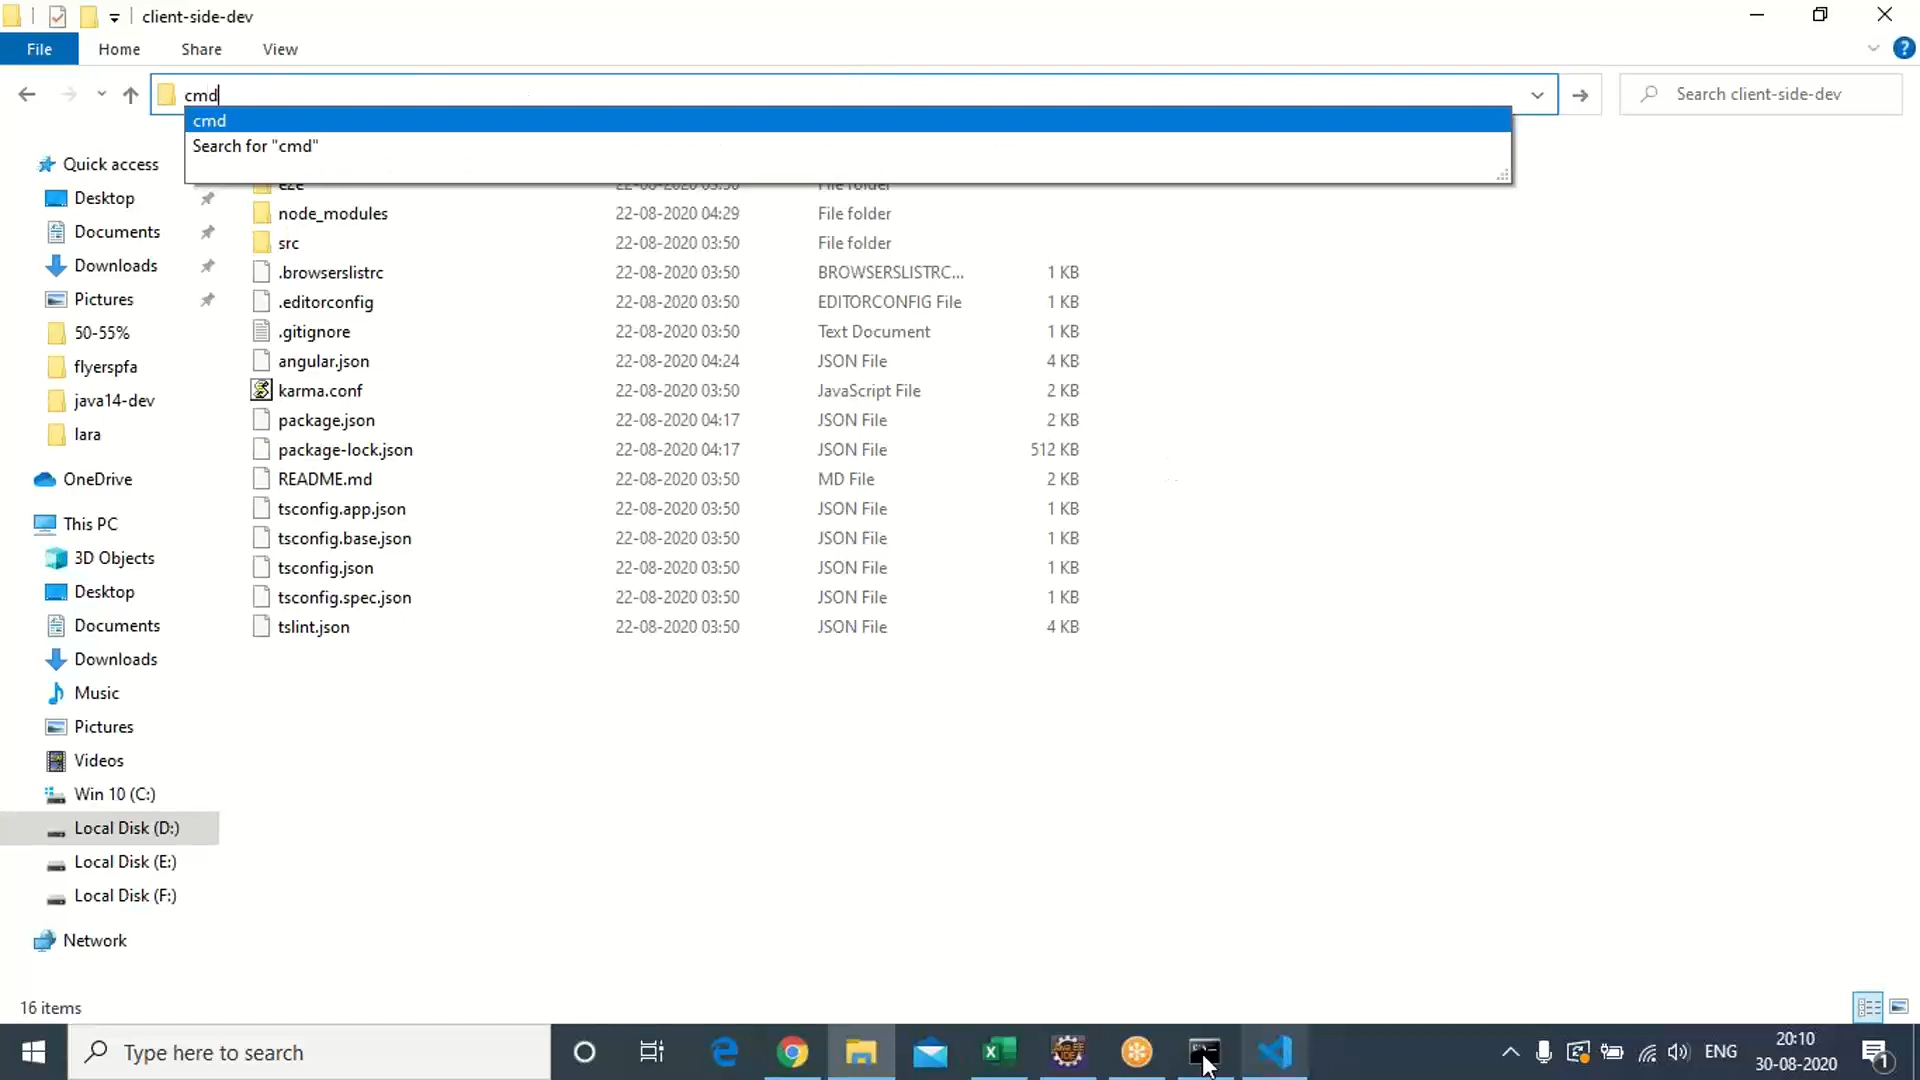 client-side-dev
File Home Share View
cmd
Search client-side-dev
cmd
Search for "cmd"
Quick access
Desktop
Documents
Downloads
Pictures
50-55%
flyerspfa
java14-dev
lara
OneDrive
This PC
3D Objects
Desktop
Documents
Downloads
Music
Pictures
Videos
Win 10 (C:)
Local Disk (D:)
Local Disk (E:)
Local Disk (F:)
Network
e2e 22-08-2020 03:50 File folder
node_modules 22-08-2020 04:29 File folder
src 22-08-2020 03:50 File folder
.browserslistrc 22-08-2020 03:50 BROWSERSLISTRC... 1 KB
.editorconfig 22-08-2020 03:50 EDITORCONFIG File 1 KB
.gitignore 22-08-2020 03:50 Text Document 1 KB
angular.json 22-08-2020 04:24 JSON File 4 KB
karma.conf 22-08-2020 03:50 JavaScript File 2 KB
package.json 22-08-2020 04:17 JSON File 2 KB
package-lock.json 22-08-2020 04:17 JSON File 512 KB
README.md 22-08-2020 03:50 MD File 2 KB
tsconfig.app.json 22-08-2020 03:50 JSON File 1 KB
tsconfig.base.json 22-08-2020 03:50 JSON File 1 KB
tsconfig.json 22-08-2020 03:50 JSON File 1 KB
tsconfig.spec.json 22-08-2020 03:50 JSON File 1 KB
tslint.json 22-08-2020 03:50 JSON File 4 KB
16 items
Type here to search
ENG
20:10
30-08-2020
1